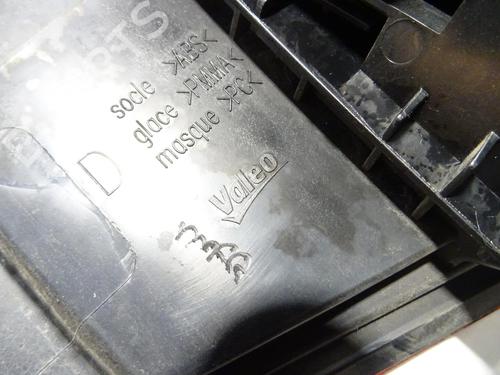 socle >ABS<
glace >PMMA<
masque >PC<
D
Valeo